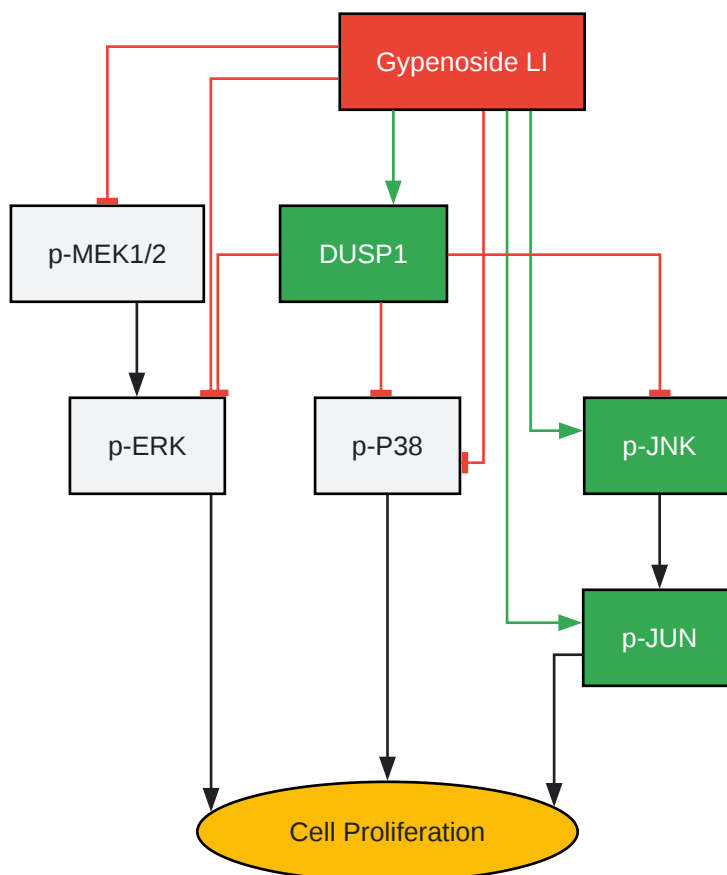 Gypenoside LI
p-MEK1/2
DUSP1
p-ERK
p-P38
p-JNK
p-JUN
Cell Proliferation